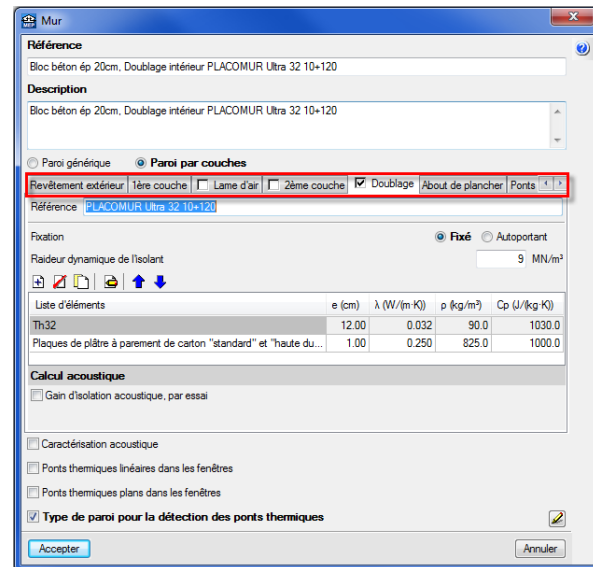 Mur
Référence
Bloc béton ép 20cm, Doublage intérieur PLACOMUR Ultra 32 10+120
Description
Bloc béton ép 20cm, Doublage intérieur PLACOMUR Ultra 32 10+120
Paroi générique Paroi par couches
Revêtement extérieur 1ère couche Lame d'air 2ème couche Doublage About de plancher Ponts
Référence PLACOMUR Ultra 32 10+120
Fixation Fixé Autoportant
Raideur dynamique de l'isolant 9 MN/m³
Liste d'éléments e (cm) λ (W/(m·K)) ρ (kg/m³) Cp (J/(kg·K))
Th32 12.00 0.032 90.0 1030.0
Plaques de plâtre à parement de carton "standard" et "haute du... 1.00 0.250 825.0 1000.0
Calcul acoustique
Gain d'isolation acoustique, par essai
Caractérisation acoustique
Ponts thermiques linéaires dans les fenêtres
Ponts thermiques plans dans les fenêtres
Type de paroi pour la détection des ponts thermiques
Accepter Annuler